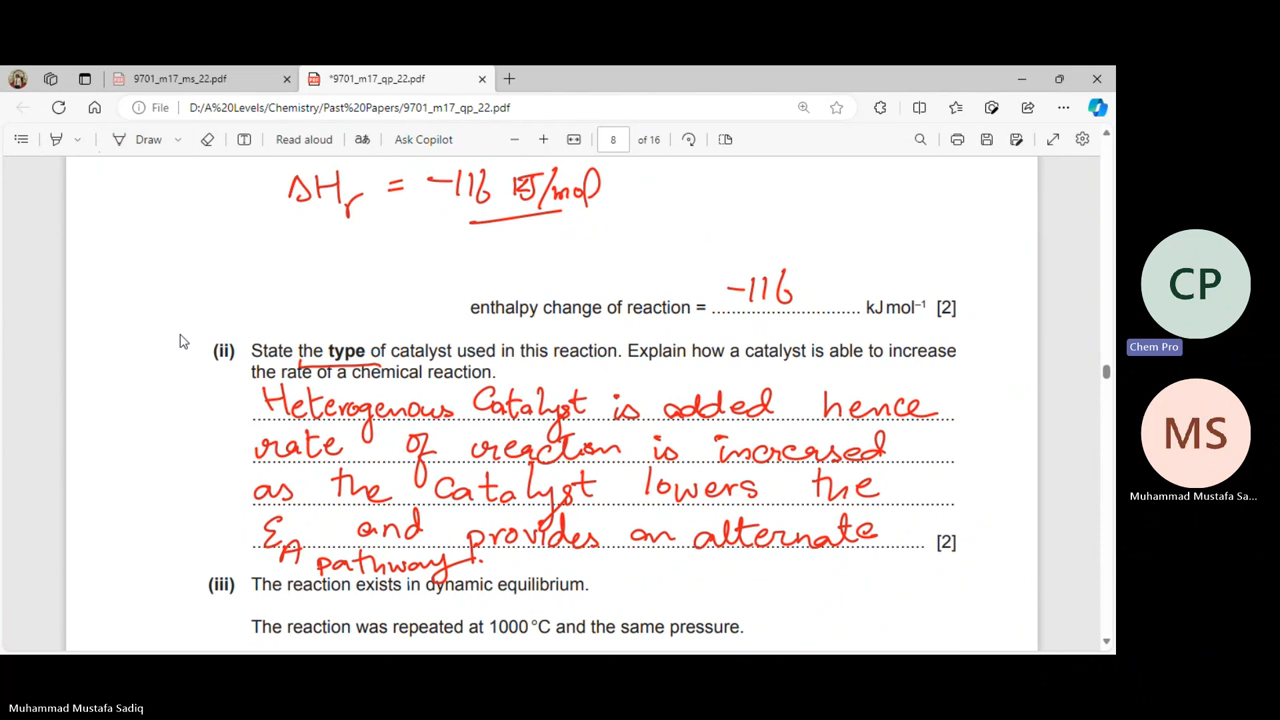 9701_m17_ms_22.pdf
*9701_m17_qp_22.pdf
File
D:/A%20Levels/Chemistry/Past%20Papers/9701_m17_qp_22.pdf
Draw
Read aloud
aあ
Ask Copilot
8
of 16
ΔHr = -116 KJ/mol
-116
enthalpy change of reaction = .............................. kJ mol⁻¹ [2]
(ii) State the type of catalyst used in this reaction. Explain how a catalyst is able to increase
the rate of a chemical reaction.
Heterogenous Catalyst is added hence
rate of reaction is increased
as the Catalyst lowers the
EA and provides an alternate
[2]
pathway.
(iii) The reaction exists in dynamic equilibrium.
The reaction was repeated at 1000 °C and the same pressure.
CP
Chem Pro
MS
Muhammad Mustafa Sa...
Muhammad Mustafa Sadiq